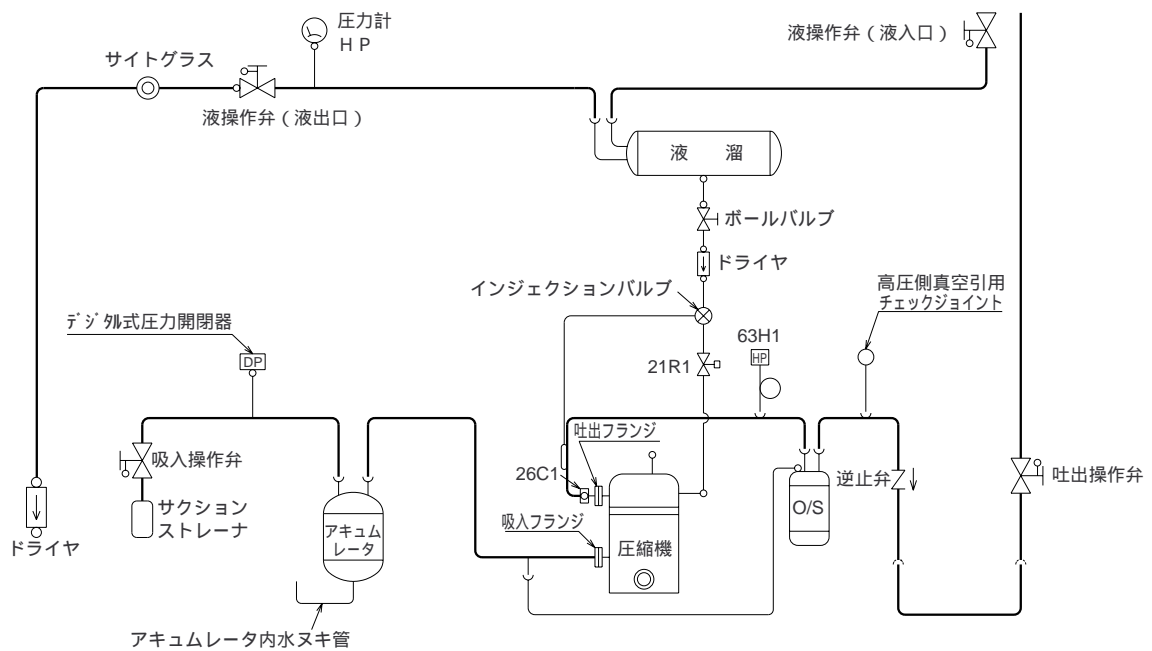 圧力計
ＨＰ
液操作弁（液入口）
サイトグラス
液操作弁（液出口）
液　溜
ボールバルブ
ドライヤ
インジェクションバルブ
高圧側真空引用
チェックジョイント
デジタル式圧力開閉器
DP
63H1
HP
21R1
吐出フランジ
吸入操作弁
26C1
逆止弁
吐出操作弁
サクション
ストレーナ
O/S
アキュム
レータ
吸入フランジ
圧縮機
ドライヤ
アキュムレータ内水ヌキ管